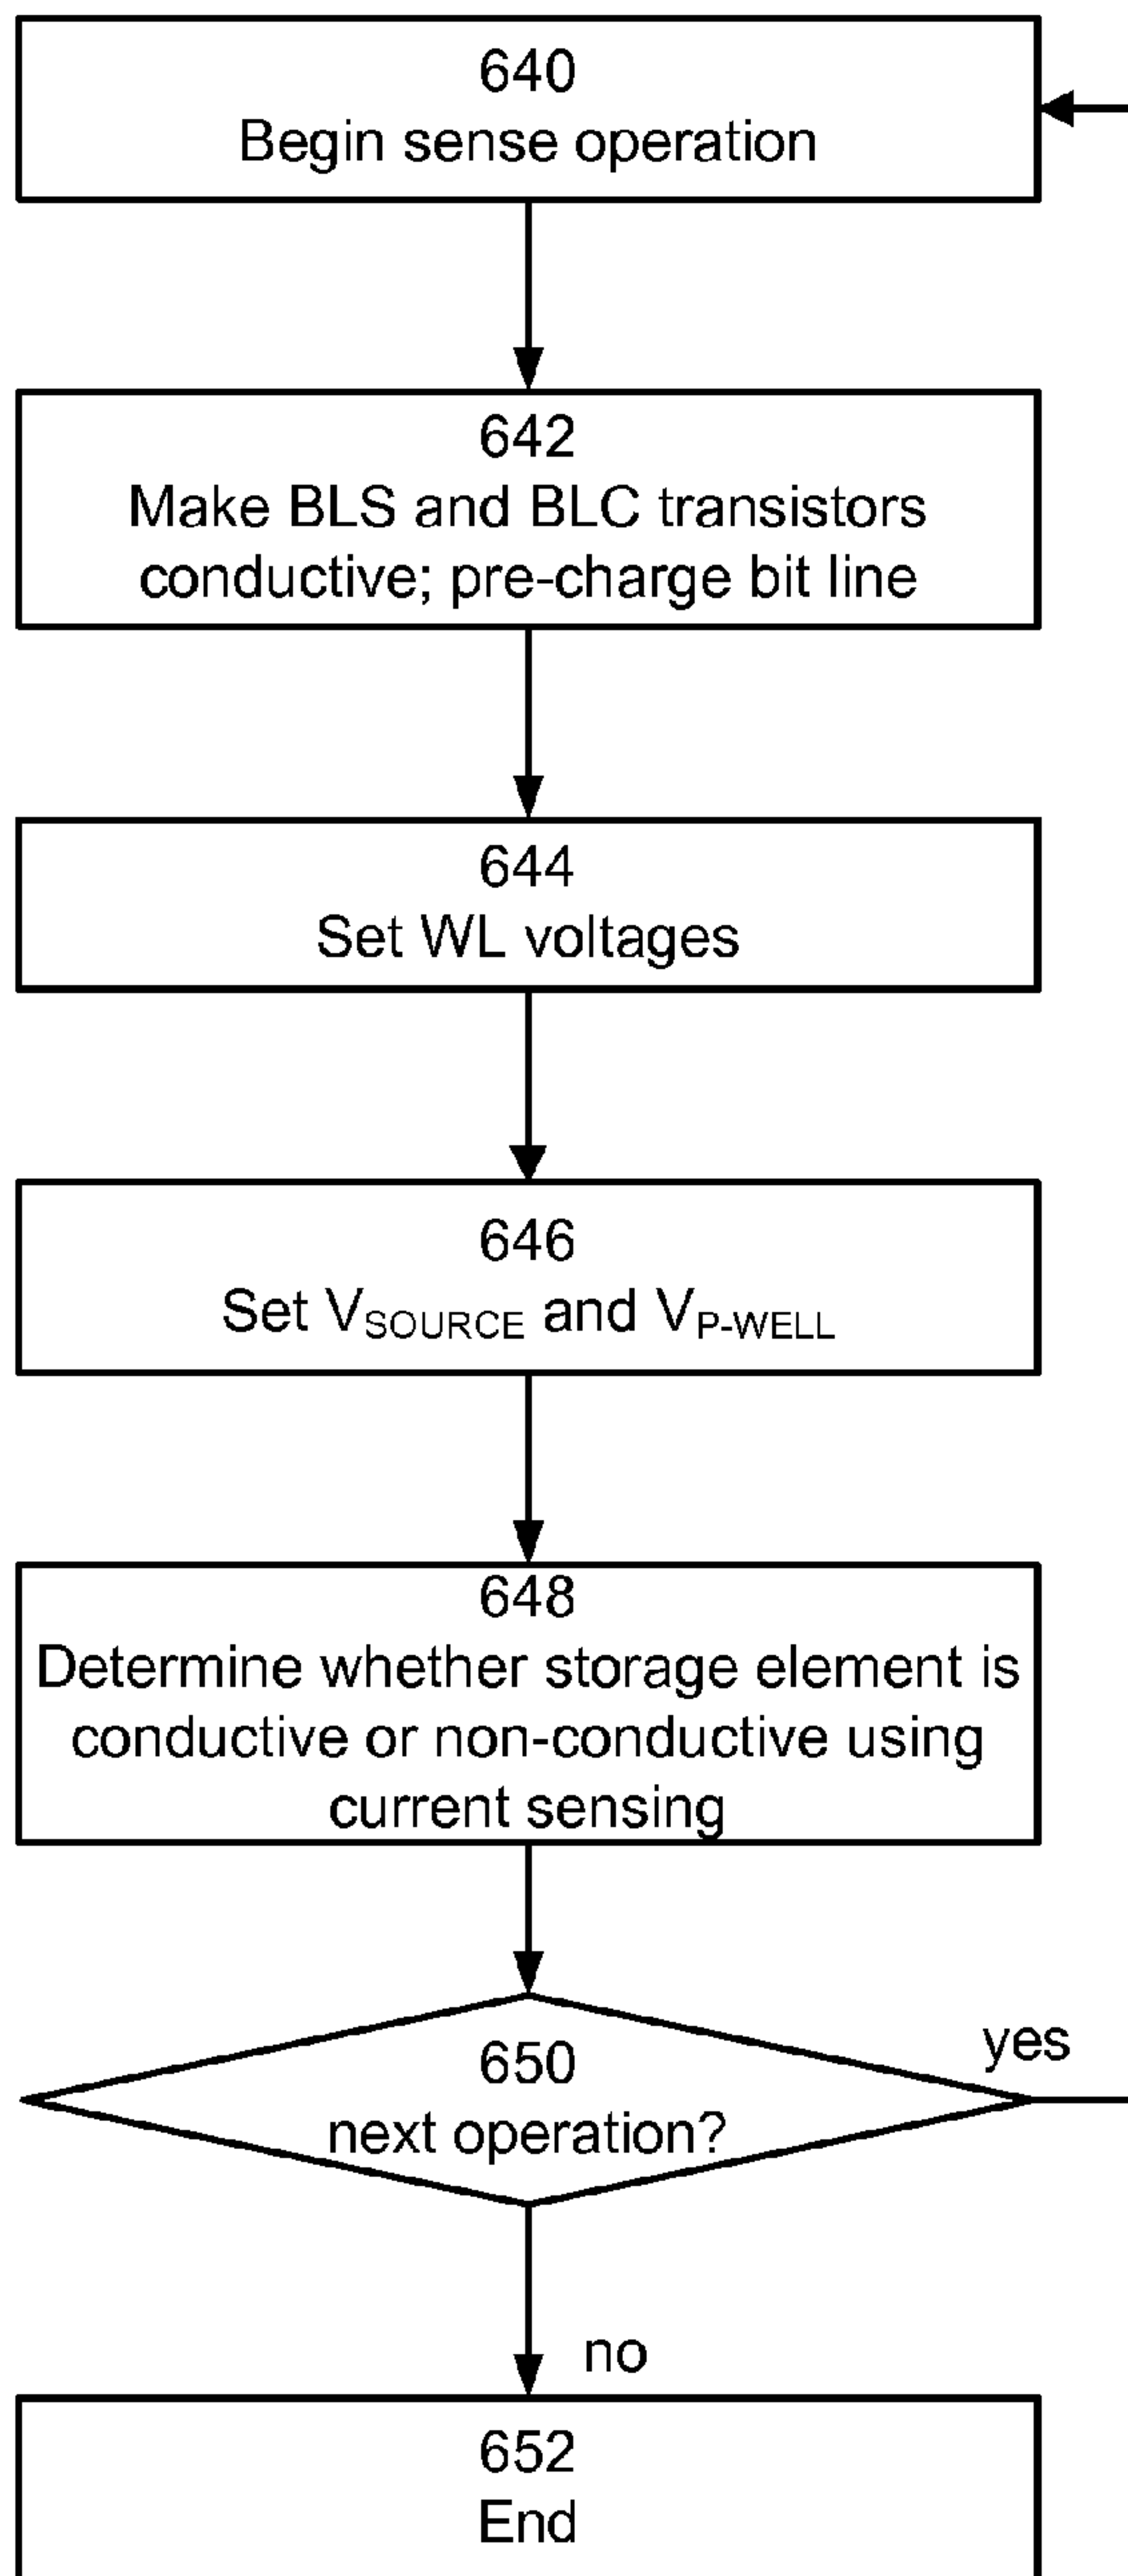 640
Begin sense operation
642
Make BLS and BLC transistors
conductive; pre-charge bit line
644
Set WL voltages
646
Set VSOURCE and VP-WELL
648
Determine whether storage element is
conductive or non-conductive using
current sensing
650
next operation?
yes
no
652
End